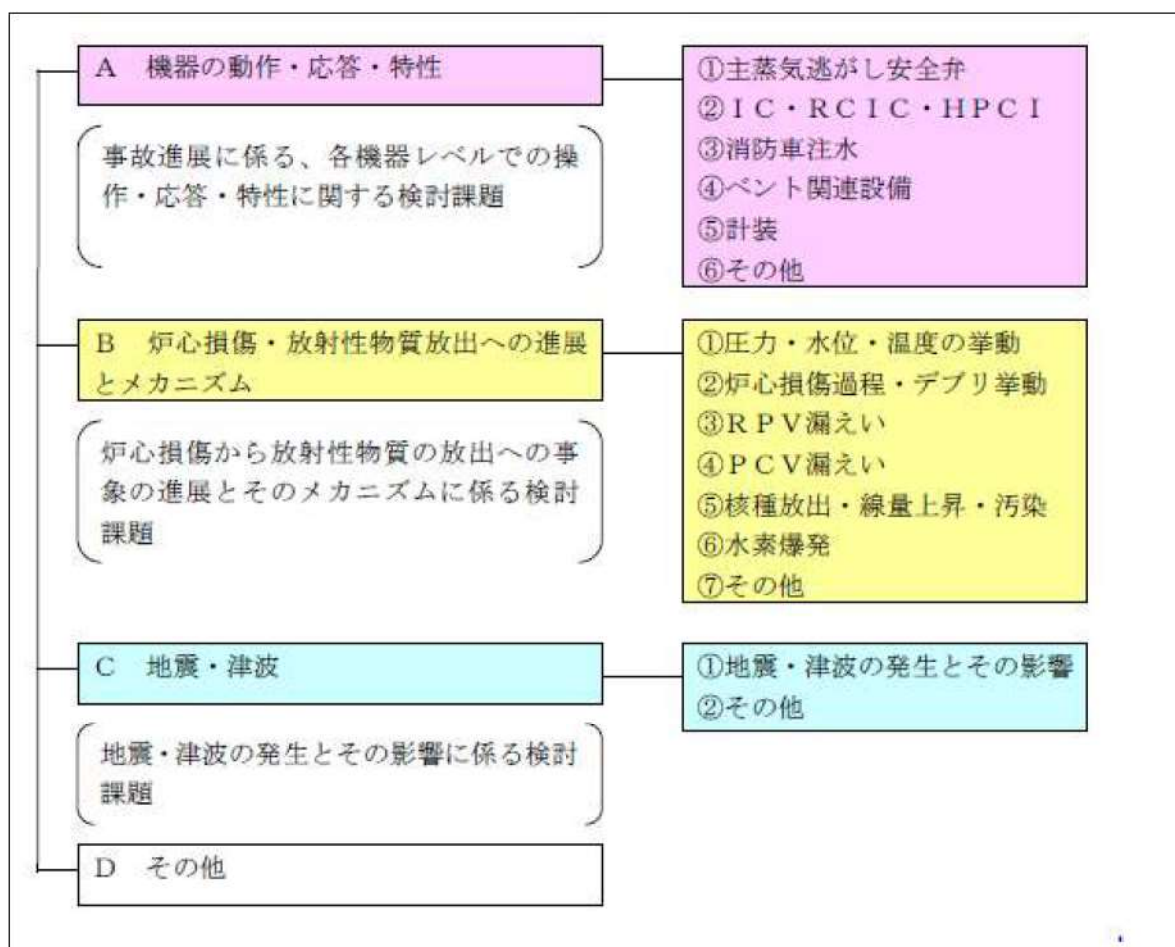 A　機器の動作・応答・特性
事故進展に係る、各機器レベルでの操
作・応答・特性に関する検討課題
①主蒸気逃がし安全弁
②ＩＣ・ＲＣＩＣ・ＨＰＣＩ
③消防車注水
④ベント関連設備
⑤計装
⑥その他
B　炉心損傷・放射性物質放出への進展
とメカニズム
炉心損傷から放射性物質の放出への事
象の進展とそのメカニズムに係る検討
課題
①圧力・水位・温度の挙動
②炉心損傷過程・デブリ挙動
③ＲＰＶ漏えい
④ＰＣＶ漏えい
⑤核種放出・線量上昇・汚染
⑥水素爆発
⑦その他
C　地震・津波
地震・津波の発生とその影響に係る検討
課題
①地震・津波の発生とその影響
②その他
D　その他